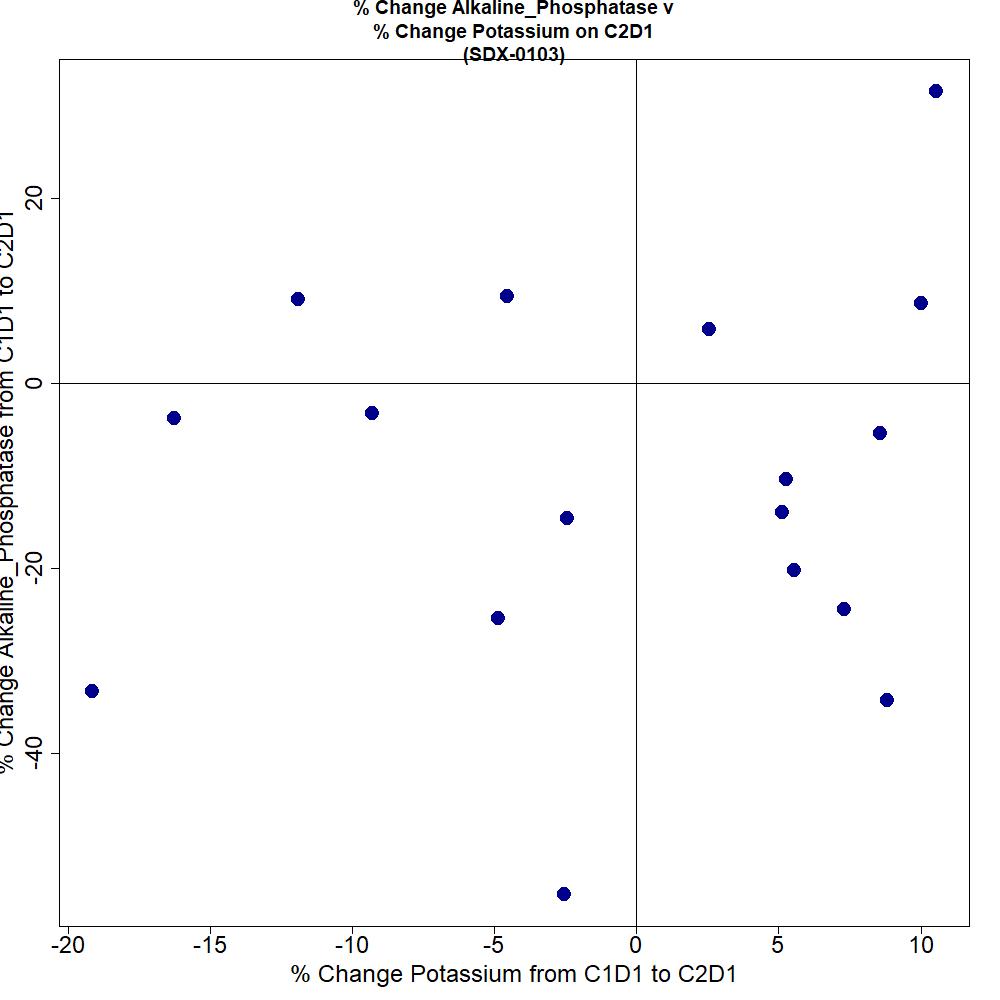 % Change Alkaline_Phosphatase v
% Change Potassium on C2D1
(SDX-0103)
% Change Alkaline_Phosphatase from C1D1 to C2D1
20
0
-20
-40
-20
-15
-10
-5
0
5
10
% Change Potassium from C1D1 to C2D1